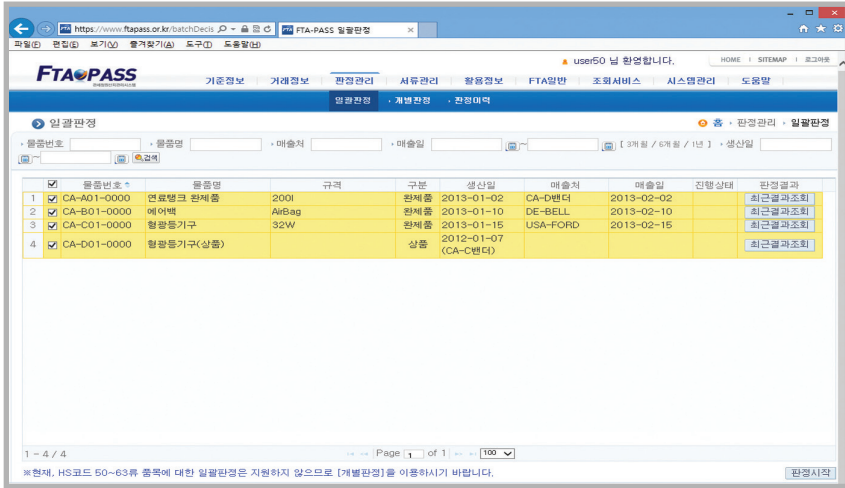 https://www.ftapass.or.kr/batchDecis
FTA-PASS 일괄판정
파일(F) 편집(E) 보기(V) 즐겨찾기(A) 도구(T) 도움말(H)
user50 님 환영합니다. HOME | SITEMAP | 로그아웃
FTA PASS
기준정보 거래정보 판정관리 서류관리 활용정보 FTA일반 조회서비스 시스템관리 도움말
일괄판정 개별판정 판정이력
일괄판정 홈 판정관리 일괄판정
물품번호 물품명 매출처 매출일 ~ [ 3개월 / 6개월 / 1년 ] 생산일
~ 검색
물품번호 물품명 규격 구분 생산일 매출처 매출일 진행상태 판정결과
1 CA-A01-0000 연료탱크 완제품 200l 완제품 2013-01-02 CA-D밴더 2013-02-02 최근결과조회
2 CA-B01-0000 에어백 AirBag 완제품 2013-01-10 DE-BELL 2013-02-10 최근결과조회
3 CA-C01-0000 형광등기구 32W 완제품 2013-01-15 USA-FORD 2013-02-15 최근결과조회
4 CA-D01-0000 형광등기구(상품) 상품 2012-01-07 (CA-C밴더) 최근결과조회
1 - 4 / 4 Page 1 of 1 100
※현재, HS코드 50~63류 품목에 대한 일괄판정은 지원하지 않으므로 [개별판정]을 이용하시기 바랍니다. 판정시작